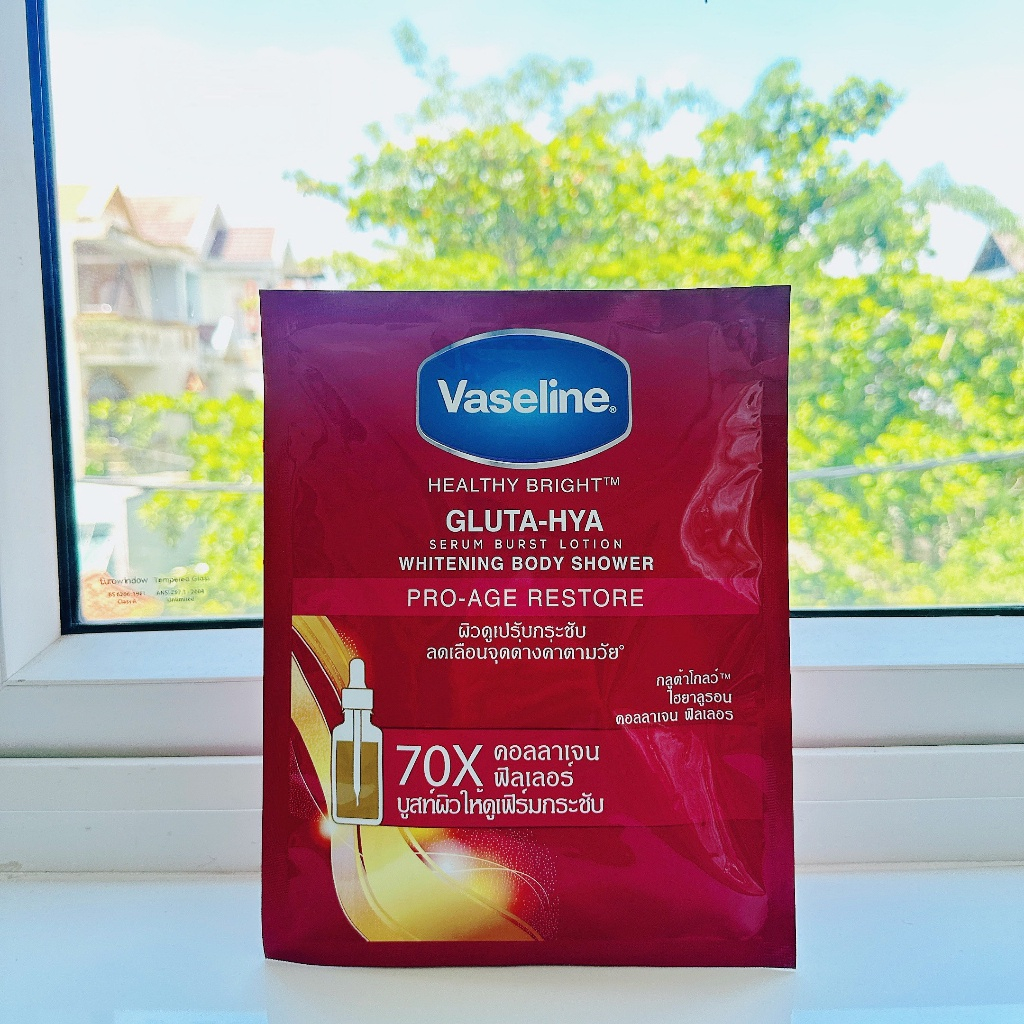 Vaseline®
HEALTHY BRIGHT™
GLUTA-HYA
SERUM BURST LOTION
WHITENING BODY SHOWER
PRO-AGE RESTORE
ผิวดูเปรับกระชับ
ลดเลือนจุดด่างดำตามวัย°
กลูต้าโกลว์™
ไฮยาลูรอน
คอลลาเจน ฟิลเลอร
70X คอลลาเจน
ฟิลเลอร์
บูสท์ผิวให้ดูเฟิร์มกระชับ
Eurowindow Tempered Glass